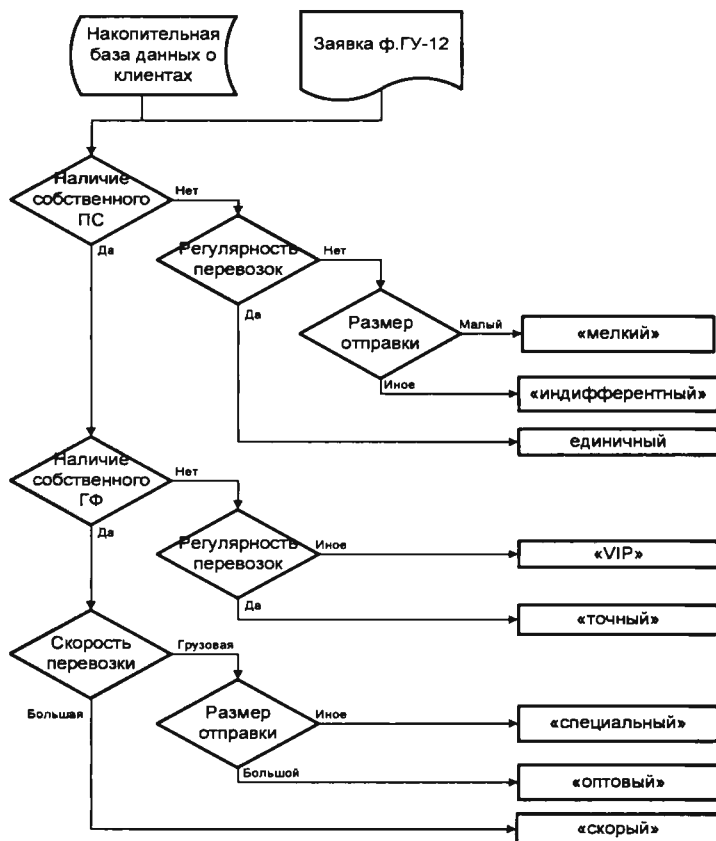 Накопительная
база данных о
клиентах
Заявка ф.ГУ-12
Наличие
собственного
ПС
Нет
Да
Регулярность
перевозок
Нет
Да
Размер
отправки
Малый
«мелкий»
Иное
«индифферентный»
единичный
Наличие
собственного
ГФ
Нет
Да
Регулярность
перевозок
Иное
«VIP»
Да
«точный»
Скорость
перевозки
Грузовая
Большая
Размер
отправки
Иное
«специальный»
Большой
«оптовый»
«скорый»